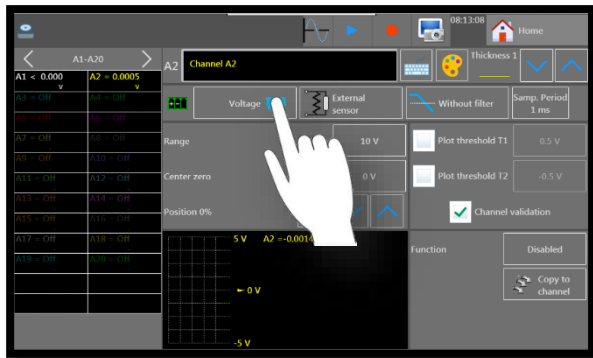 08:13:08
Home
A1-A20
A2
Channel A2
Thickness 1
A1 < 0.000
V
A2 = 0.0005
V
A3 = Off
A4 = Off
A5 = Off
A6 = Off
A7 = Off
A8 = Off
A9 = Off
A10 = Off
A11 = Off
A12 = Off
A13 = Off
A14 = Off
A15 = Off
A16 = Off
A17 = Off
A18 = Off
A19 = Off
A20 = Off
Voltage
External
sensor
Without filter
Samp. Period
1 ms
Range
10 V
Plot threshold T1
0.5 V
Center zero
0 V
Plot threshold T2
-0.5 V
Position 0%
Channel validation
5 V
A2 =-0.0014
0 V
-5 V
Function
Disabled
Copy to
channel